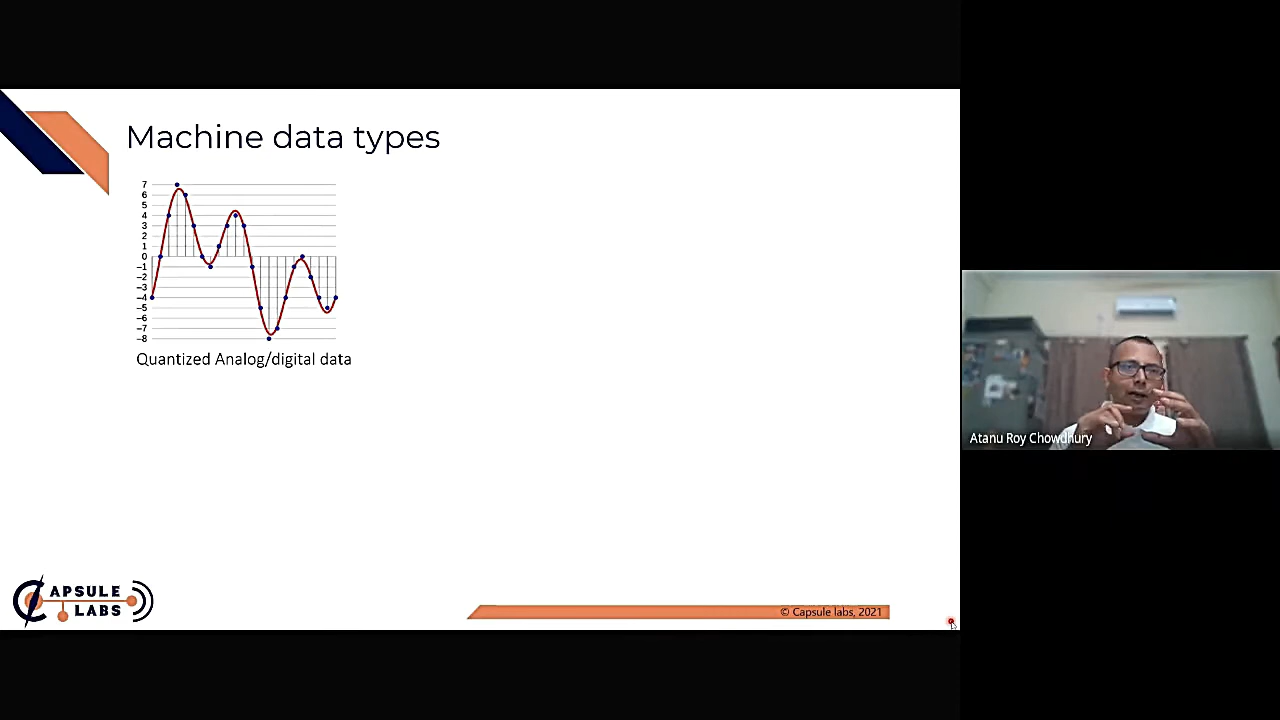 Machine data types
7
6
5
4
3
2
1
0
−1
−2
−3
−4
−5
−6
−7
−8
Quantized Analog/digital data
Atanu Roy Chowdhury
CAPSULE
LABS
© Capsule labs, 2021